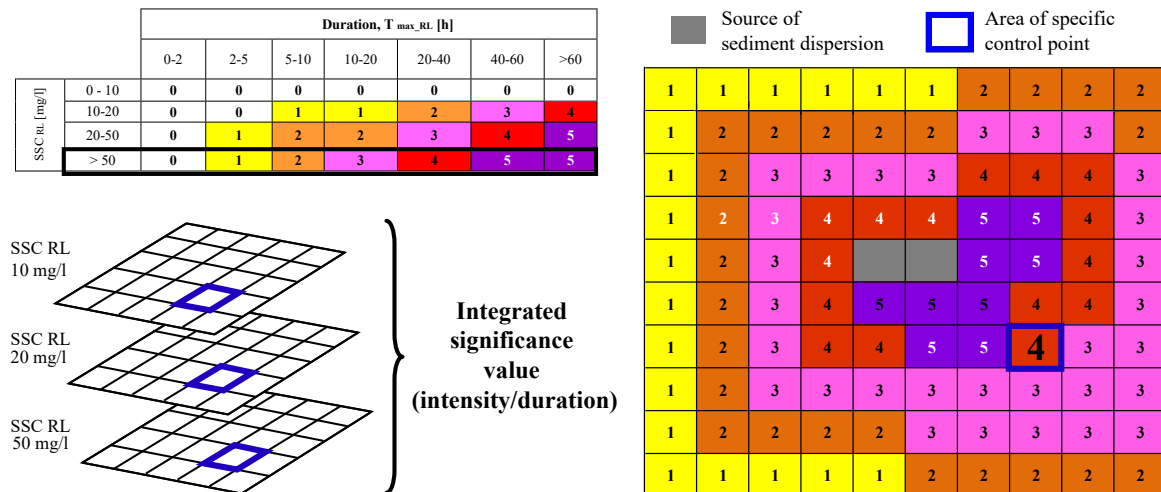 Duration, T max_RL [h]
0-2 2-5 5-10 10-20 20-40 40-60 >60
SSC RL [mg/l]
0 - 10 0 0 0 0 0 0 0
10-20 0 0 1 1 2 3 4
20-50 0 1 2 2 3 4 5
> 50 0 1 2 3 4 5 5
SSC RL
10 mg/l
SSC RL
20 mg/l
SSC RL
50 mg/l
Integrated
significance
value
(intensity/duration)
Source of
sediment dispersion
Area of specific
control point
1 1 1 1 1 1 2 2 2 2
1 2 2 2 2 2 3 3 3 2
1 2 3 3 3 3 4 4 4 3
1 2 3 4 4 4 5 5 4 3
1 2 3 4 5 5 4 3
1 2 3 4 5 5 5 4 4 3
1 2 3 4 4 5 5 4 3 3
1 2 3 3 3 3 3 3 3 3
1 2 2 2 2 3 3 3 3 3
1 1 1 1 1 2 2 2 2 2